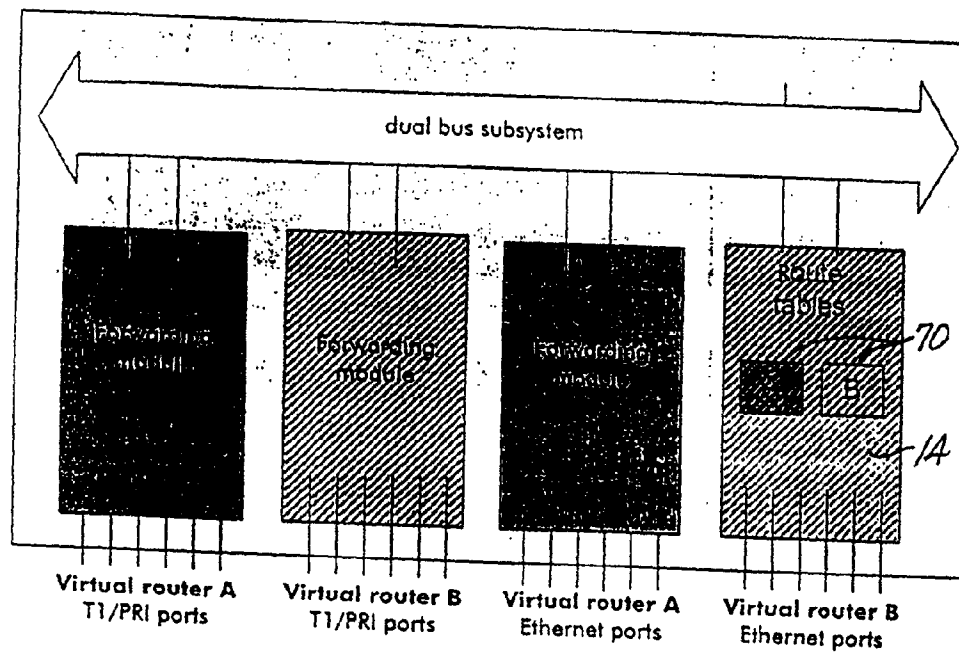 dual bus subsystem
Forwarding
module
Forwarding
module
Forwarding
module
Route
tables
70
B
14
Virtual router A
T1/PRI ports
Virtual router B
T1/PRI ports
Virtual router A
Ethernet ports
Virtual router B
Ethernet ports